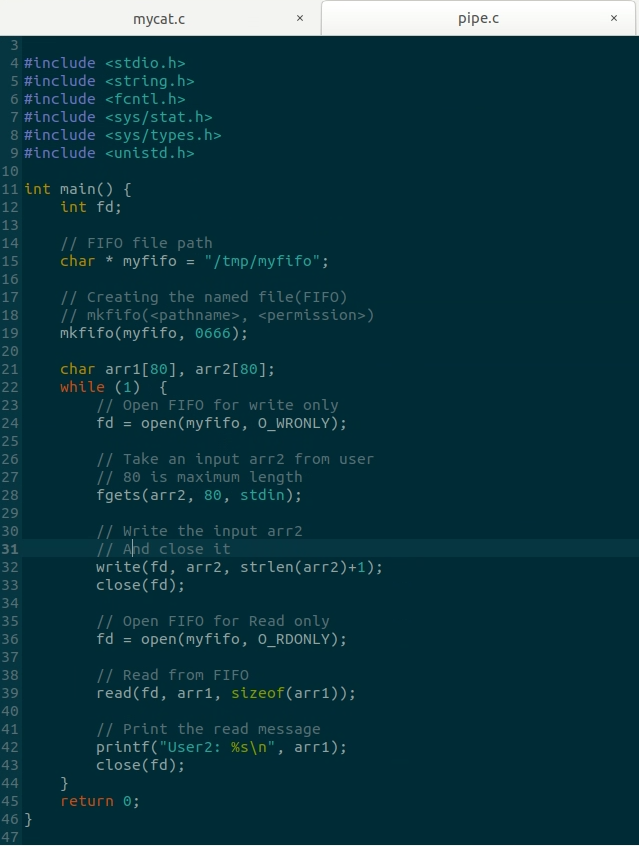 mycat.c × pipe.c ×
3
4 #include <stdio.h>
5 #include <string.h>
6 #include <fcntl.h>
7 #include <sys/stat.h>
8 #include <sys/types.h>
9 #include <unistd.h>
10
11 int main() {
12     int fd;
13
14     // FIFO file path
15     char * myfifo = "/tmp/myfifo";
16
17     // Creating the named file(FIFO)
18     // mkfifo(<pathname>, <permission>)
19     mkfifo(myfifo, 0666);
20
21     char arr1[80], arr2[80];
22     while (1)  {
23         // Open FIFO for write only
24         fd = open(myfifo, O_WRONLY);
25
26         // Take an input arr2 from user
27         // 80 is maximum length
28         fgets(arr2, 80, stdin);
29
30         // Write the input arr2
31         // And close it
32         write(fd, arr2, strlen(arr2)+1);
33         close(fd);
34
35         // Open FIFO for Read only
36         fd = open(myfifo, O_RDONLY);
37
38         // Read from FIFO
39         read(fd, arr1, sizeof(arr1));
40
41         // Print the read message
42         printf("User2: %s\n", arr1);
43         close(fd);
44     }
45     return 0;
46 }
47